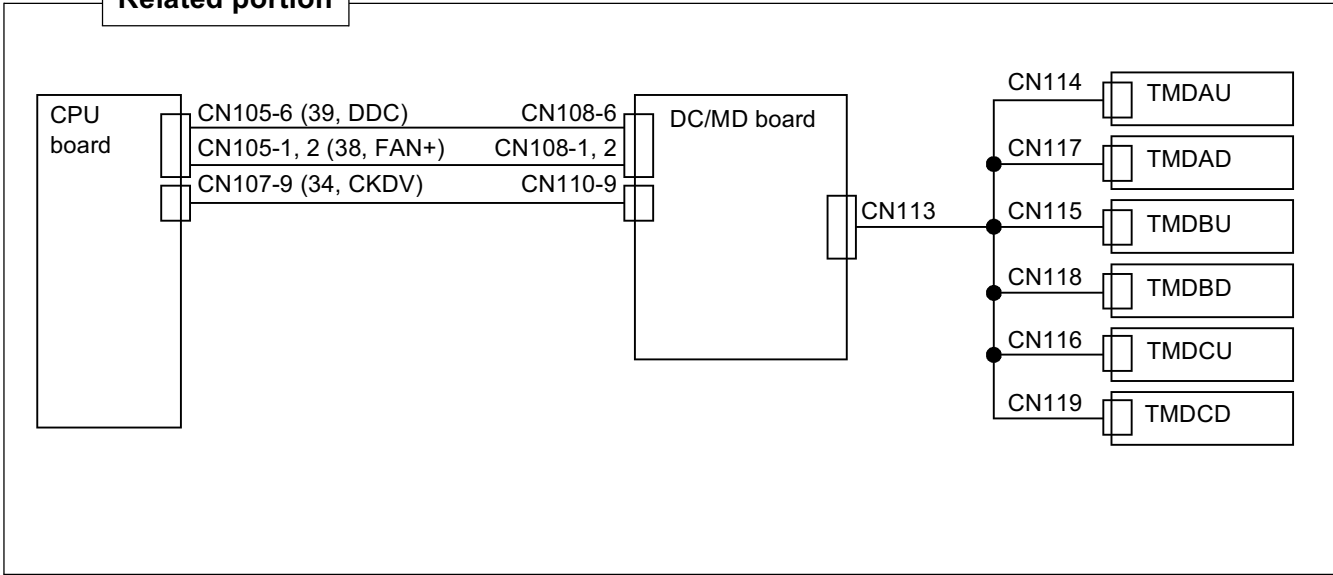 Related portion
CPU
board
CN105-6 (39, DDC)
CN108-6
CN105-1, 2 (38, FAN+)
CN108-1, 2
CN107-9 (34, CKDV)
CN110-9
DC/MD board
CN113
CN114
TMDAU
CN117
TMDAD
CN115
TMDBU
CN118
TMDBD
CN116
TMDCU
CN119
TMDCD